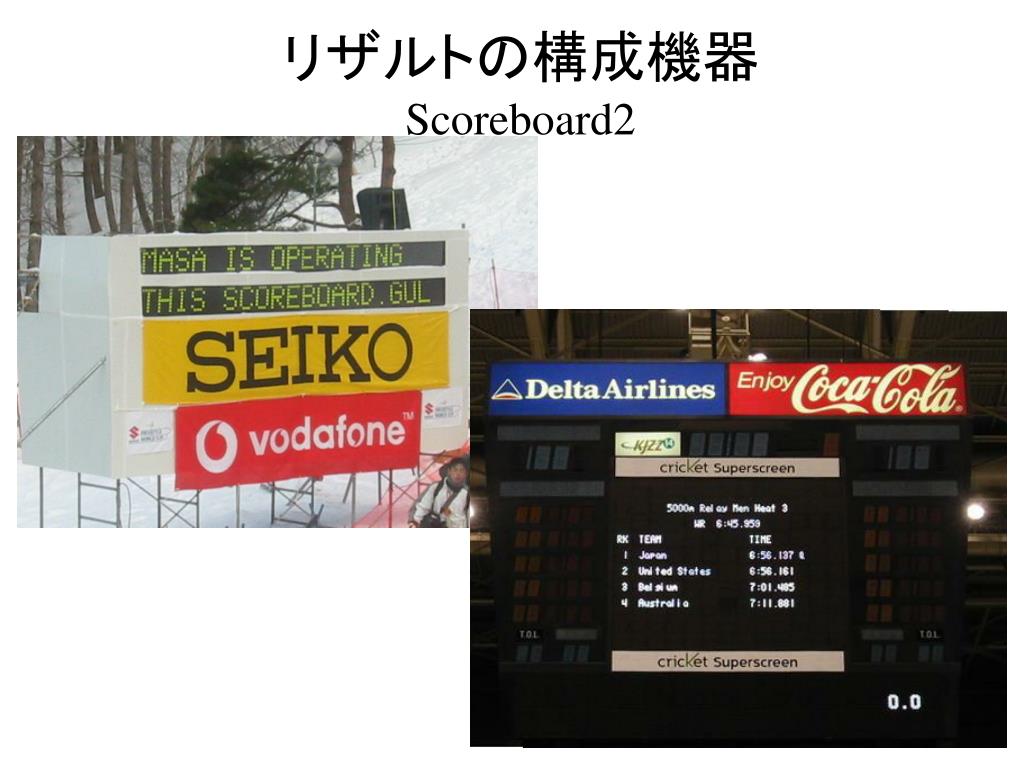 リザルトの構成機器
Scoreboard2
MASA IS OPERATING
THIS SCOREBOARD.GUL
SEIKO
vodafone™
Delta Airlines
Enjoy Coca-Cola®
KJZZ
cricket Superscreen
5000m Relay Men Heat 3
WR 6:45.959
RK TEAM TIME
1 Japan 6:56.137 Q
2 United States 6:56.161
3 Belgium 7:01.485
4 Australia 7:11.881
T.O.L. T.O.L.
cricket Superscreen
0.0